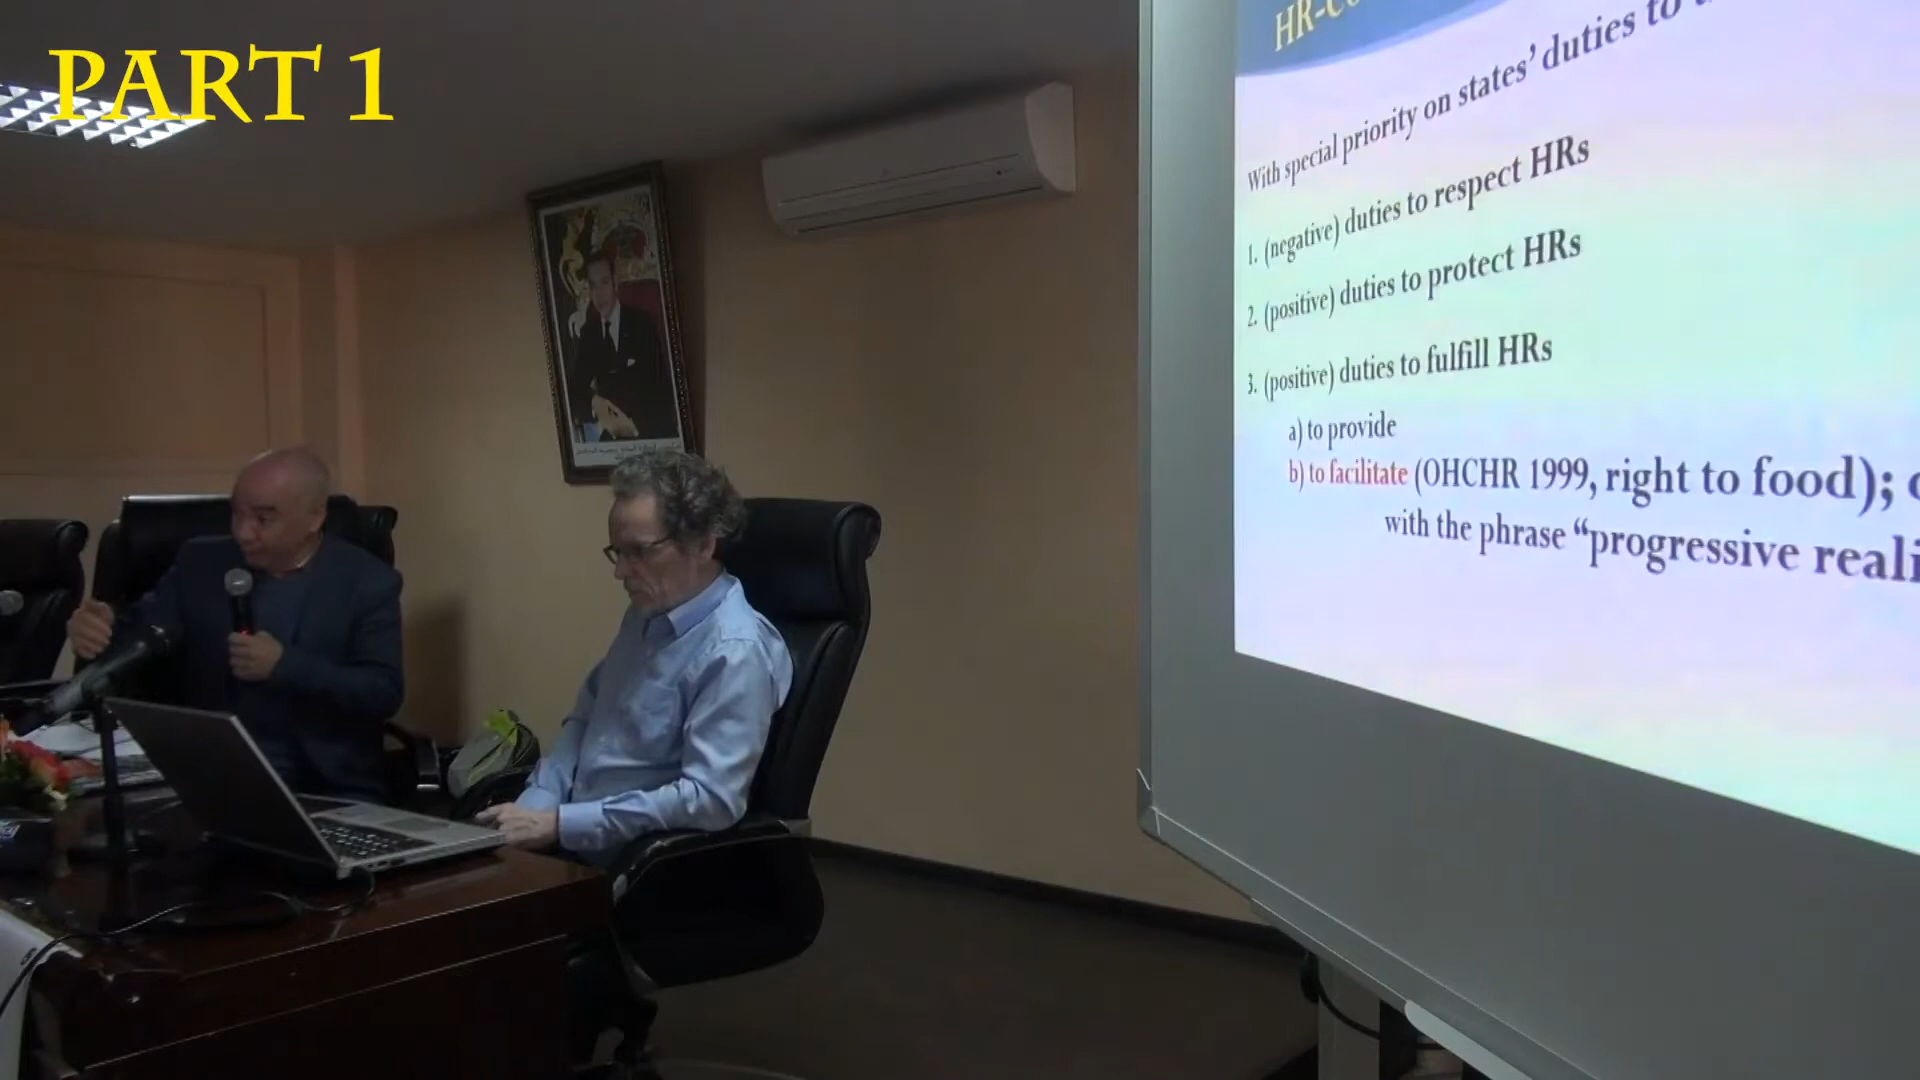 PART 1
HR-
With special priority on states' duties to
1. (negative) duties to respect HRs
2. (positive) duties to protect HRs
3. (positive) duties to fulfill HRs
a) to provide
b) to facilitate (OHCHR 1999, right to food);
with the phrase “progressive reali